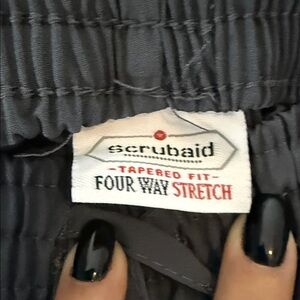 scrubaid
-TAPERED FIT-
FOUR WAY STRETCH